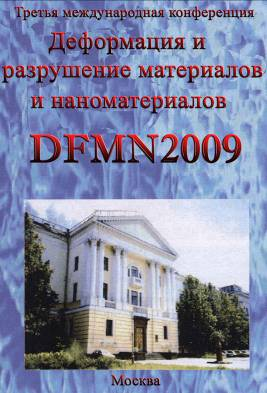 Третья международная конференция
Деформация и
разрушение материалов
и наноматериалов
DFMN2009
Москва